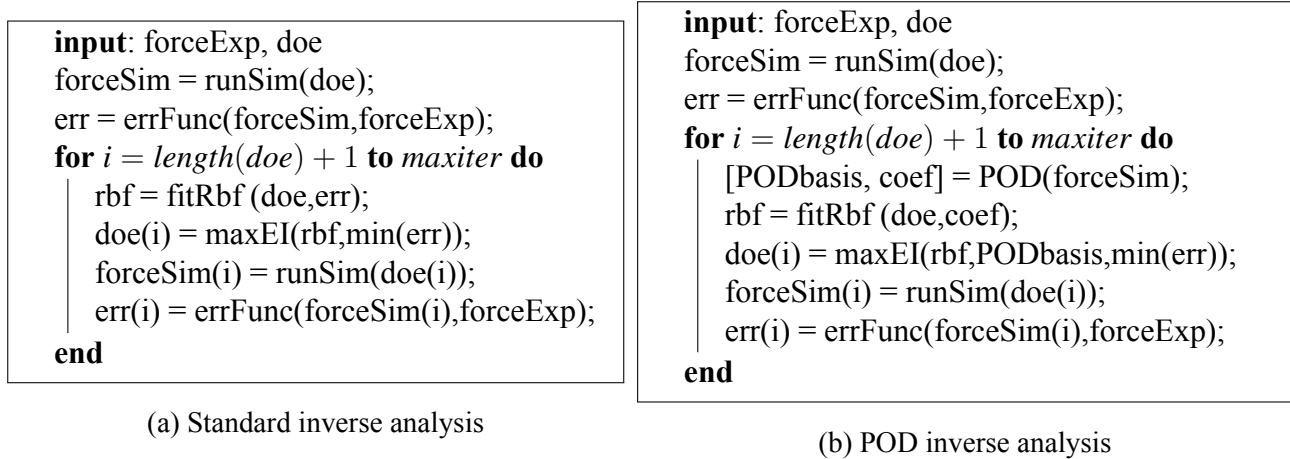 input: forceExp, doe
forceSim = runSim(doe);
err = errFunc(forceSim,forceExp);
for i = length(doe) + 1 to maxiter do
rbf = fitRbf (doe,err);
doe(i) = maxEI(rbf,min(err));
forceSim(i) = runSim(doe(i));
err(i) = errFunc(forceSim(i),forceExp);
end
(a) Standard inverse analysis
input: forceExp, doe
forceSim = runSim(doe);
err = errFunc(forceSim,forceExp);
for i = length(doe) + 1 to maxiter do
[PODbasis, coef] = POD(forceSim);
rbf = fitRbf (doe,coef);
doe(i) = maxEI(rbf,PODbasis,min(err));
forceSim(i) = runSim(doe(i));
err(i) = errFunc(forceSim(i),forceExp);
end
(b) POD inverse analysis